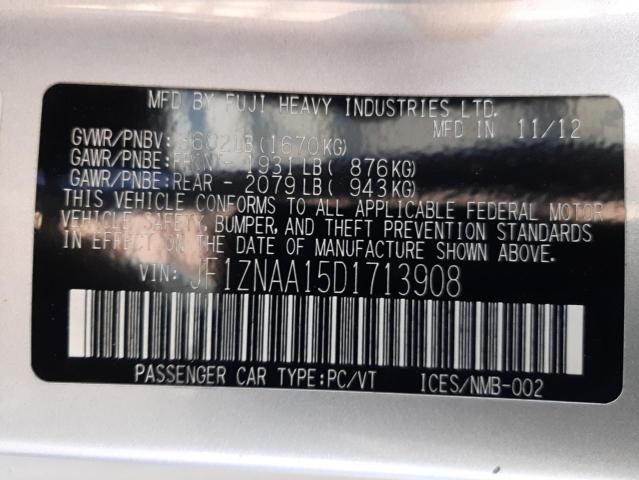 MFD BY FUJI HEAVY INDUSTRIES LTD.
MFD IN 11/12
GVWR/PNBV: 3682LB(1670KG)
GAWR/PNBE:FRONT- 1931LB( 876KG)
GAWR/PNBE:REAR - 2079LB( 943KG)
THIS VEHICLE CONFORMS TO ALL APPLICABLE FEDERAL MOTOR
VEHICLE SAFETY, BUMPER, AND THEFT PREVENTION STANDARDS
IN EFFECT ON THE DATE OF MANUFACTURE SHOWN ABOVE.
VIN: JF1ZNAA15D1713908
PASSENGER CAR TYPE:PC/VT ICES/NMB-002